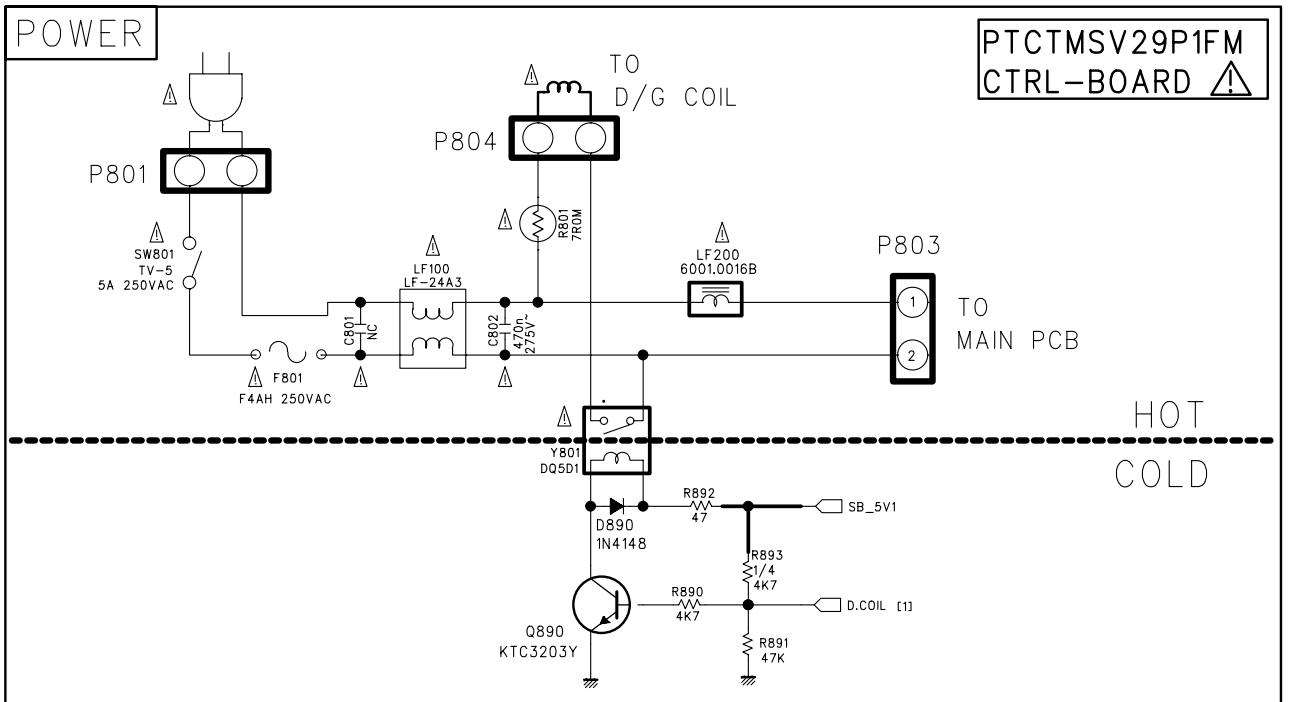 POWER
PTCTMSV29P1FM
CTRL-BOARD
TO
D/G COIL
P804
P801
R801
7R0M
SW801
TV-5
5A 250VAC
LF100
LF-24A3
LF200
6001.0016B
P803
1
2
TO
MAIN PCB
C801
NC
C802
470n
275V~
F801
F4AH 250VAC
HOT
COLD
Y801
DQ5D1
R892
47
SB_5V1
D890
1N4148
R893
1/4
4K7
R890
4K7
D.COIL [1]
Q890
KTC3203Y
R891
47K